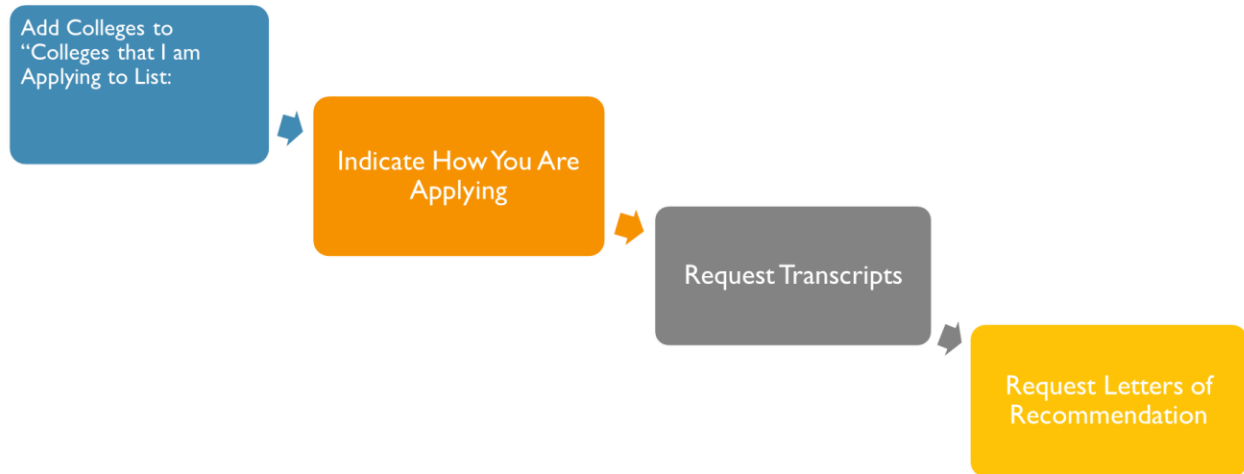 Add Colleges to
“Colleges that I am
Applying to List:
Indicate How You Are
Applying
Request Transcripts
Request Letters of
Recommendation